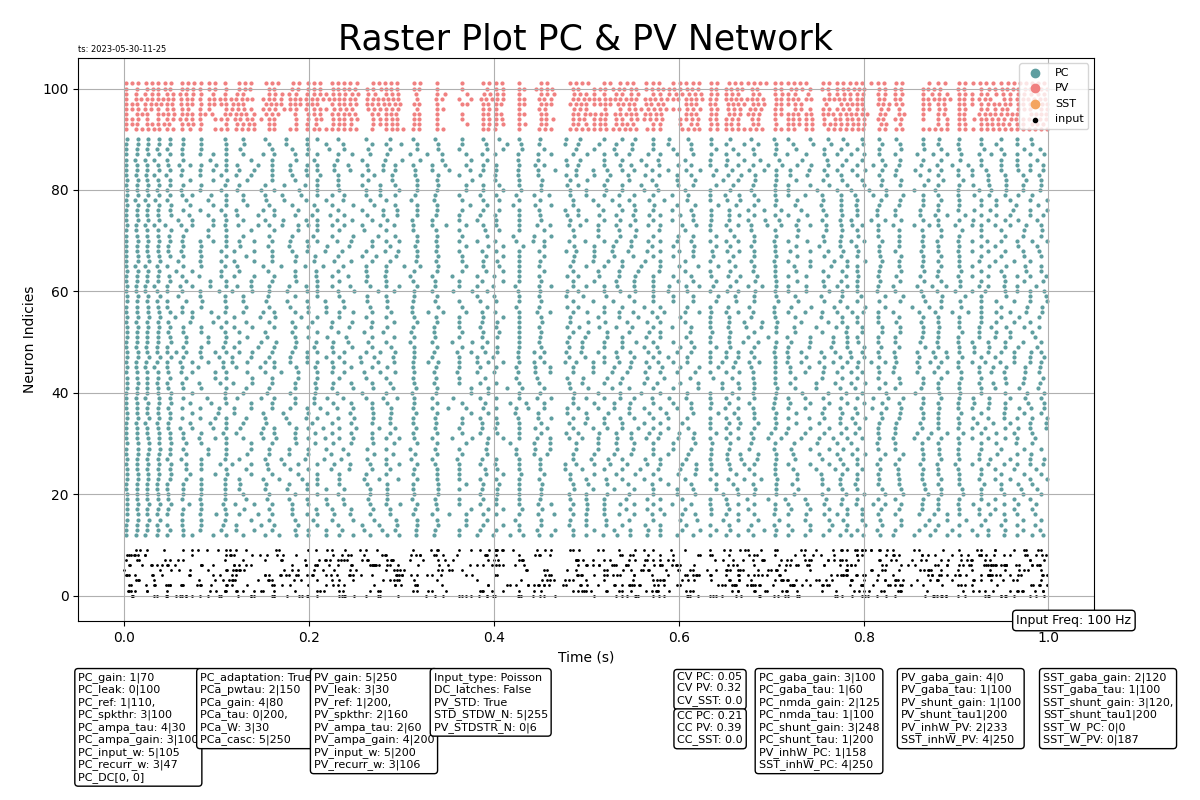 Raster Plot PC & PV Network
ts: 2023-05-30-11-25
PC
PV
SST
input
100
80
60
40
20
0
Neuron Indicies
0.0
0.2
0.4
0.6
0.8
1.0
Time (s)
Input Freq: 100 Hz
PC_gain: 1|70
PC_leak: 0|100
PC_ref: 1|110,
PC_spkthr: 3|100
PC_ampa_tau: 4|30
PC_ampa_gain: 3|100
PC_input_w: 5|105
PC_recurr_w: 3|47
PC_DC[0, 0]
PC_adaptation: True
PCa_pwtau: 2|150
PCa_gain: 4|80
PCa_tau: 0|200,
PCa_W: 3|30
PCa_casc: 5|250
PV_gain: 5|250
PV_leak: 3|30
PV_ref: 1|200,
PV_spkthr: 2|160
PV_ampa_tau: 2|60
PV_ampa_gain: 4|200
PV_input_w: 5|200
PV_recurr_w: 3|106
Input_type: Poisson
DC_latches: False
PV_STD: True
STD_STDW_N: 5|255
PV_STDSTR_N: 0|6
CV PC: 0.05
CV PV: 0.32
CV_SST: 0.0
CC PC: 0.21
CC PV: 0.39
CC_SST: 0.0
PC_gaba_gain: 3|100
PC_gaba_tau: 1|60
PC_nmda_gain: 2|125
PC_nmda_tau: 1|100
PC_shunt_gain: 3|248
PC_shunt_tau: 1|200
PV_inhW_PC: 1|158
SST_inhW_PC: 4|250
PV_gaba_gain: 4|0
PV_gaba_tau: 1|100
PV_shunt_gain: 1|100
PV_shunt_tau1|200
PV_inhW_PV: 2|233
SST_inhW_PV: 4|250
SST_gaba_gain: 2|120
SST_gaba_tau: 1|100
SST_shunt_gain: 3|120,
SST_shunt_tau1|200
SST_W_PC: 0|0
SST_W_PV: 0|187